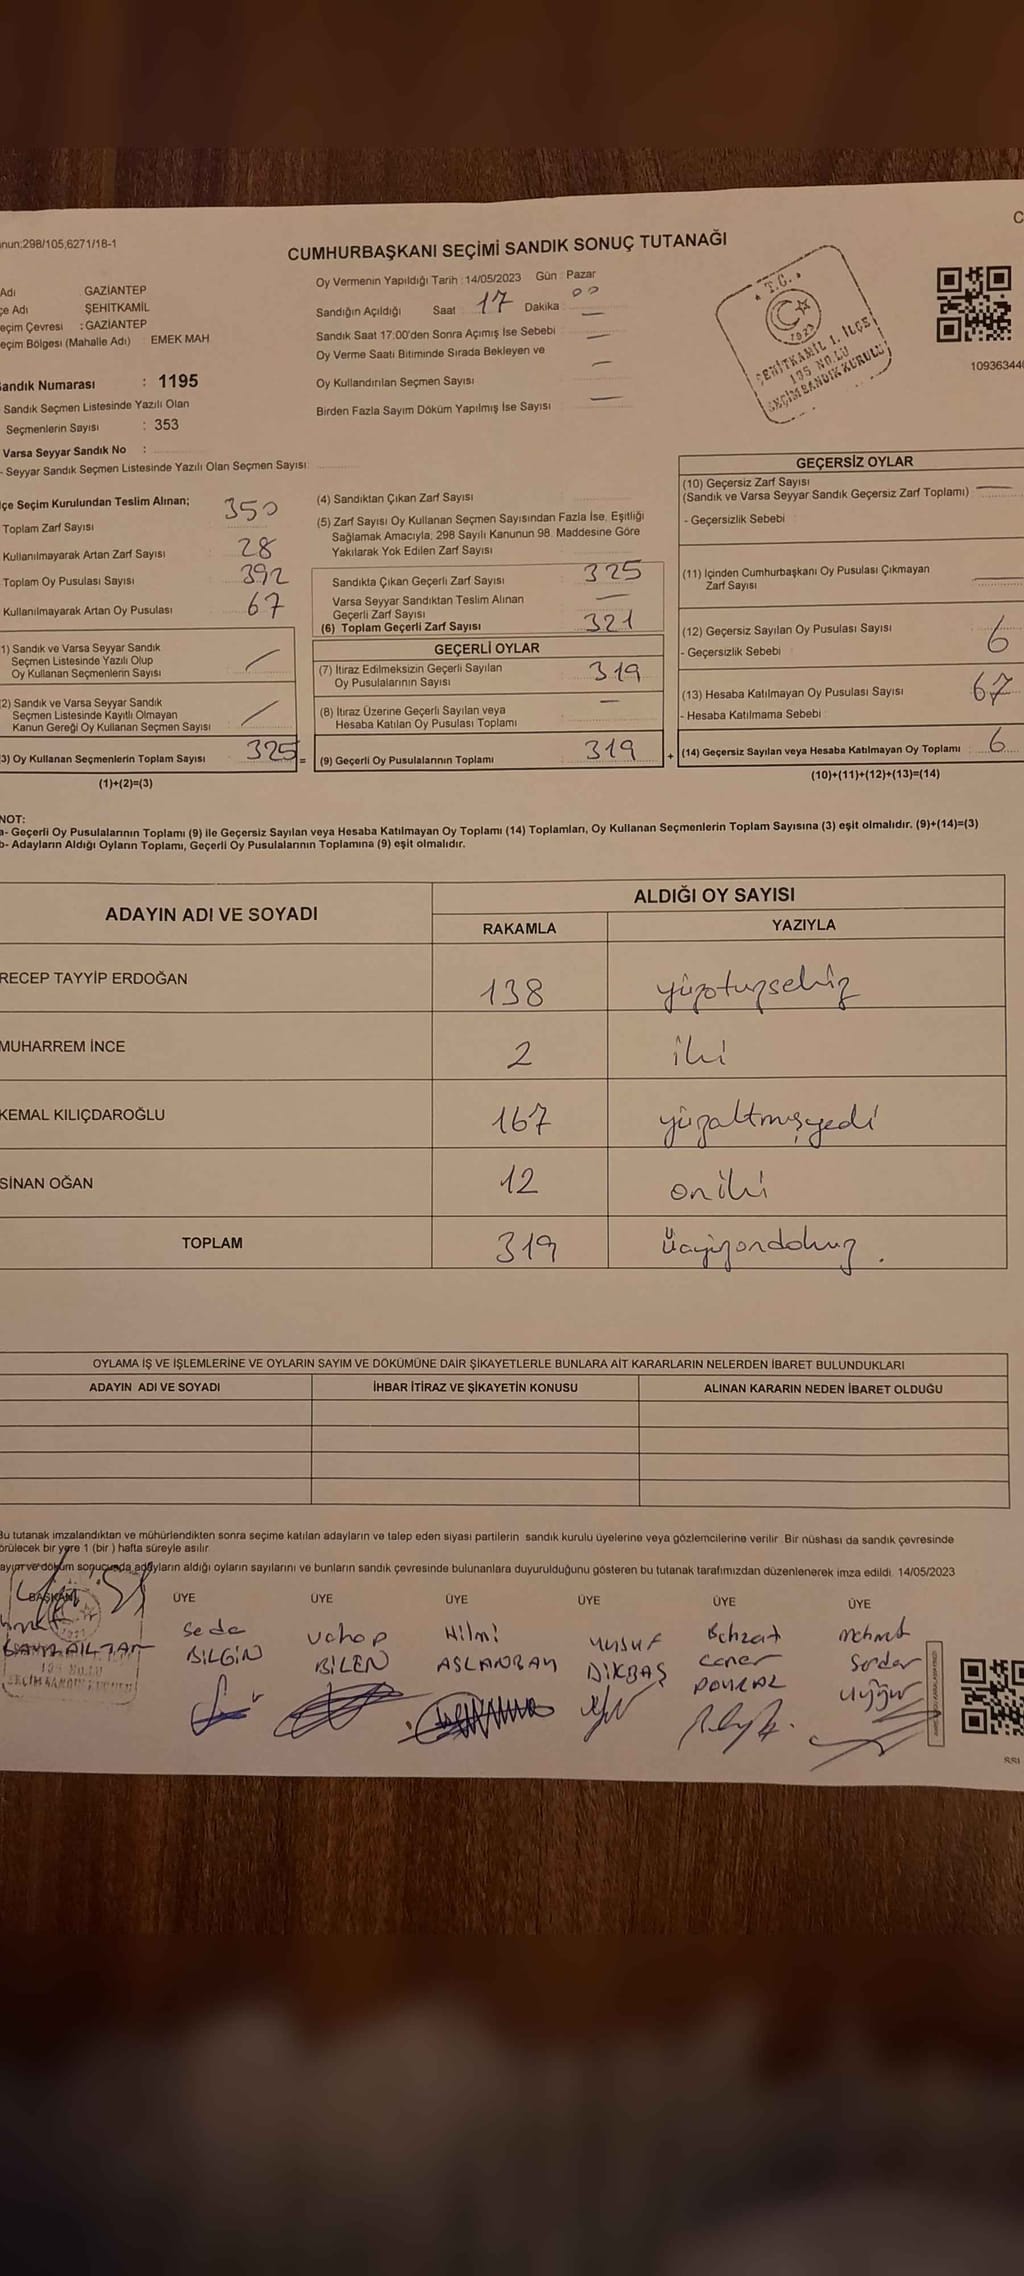 nun:298/105,6271/18-1
C
CUMHURBAŞKANI SEÇİMİ SANDIK SONUÇ TUTANAĞI
Adı GAZİANTEP
çe Adı ŞEHİTKAMİL
eçim Çevresi : GAZİANTEP
eçim Bölgesi (Mahalle Adı) : EMEK MAH
andık Numarası : 1195
Sandık Seçmen Listesinde Yazılı Olan
Seçmenlerin Sayısı : 353
Varsa Seyyar Sandık No :
- Seyyar Sandık Seçmen Listesinde Yazılı Olan Seçmen Sayısı:
Oy Vermenin Yapıldığı Tarih : 14/05/2023 Gün : Pazar
Sandığın Açıldığı Saat 17 Dakika : 00
Sandık Saat 17:00'den Sonra Açımış İse Sebebi —
Oy Verme Saati Bitiminde Sırada Bekleyen ve
Oy Kullandırılan Seçmen Sayısı —
Birden Fazla Sayım Döküm Yapılmış İse Sayısı —
T.C.
1923
ŞEHİTKAMİL 1. İLÇE
195 NO.LU
SEÇİM SANDIK KURULU
10936344
lçe Seçim Kurulundan Teslim Alınan;
Toplam Zarf Sayısı 350
Kullanılmayarak Artan Zarf Sayısı 28
Toplam Oy Pusulası Sayısı 392
Kullanılmayarak Artan Oy Pusulası 67
1) Sandık ve Varsa Seyyar Sandık
Seçmen Listesinde Yazılı Olup
Oy Kullanan Seçmenlerin Sayısı
2) Sandık ve Varsa Seyyar Sandık
Seçmen Listesinde Kayıtlı Olmayan
Kanun Gereği Oy Kullanan Seçmen Sayısı
3) Oy Kullanan Seçmenlerin Toplam Sayısı 325 =
(1)+(2)=(3)
(4) Sandıktan Çıkan Zarf Sayısı
(5) Zarf Sayısı Oy Kullanan Seçmen Sayısından Fazla İse, Eşitliği
Sağlamak Amacıyla, 298 Sayılı Kanunun 98. Maddesine Göre
Yakılarak Yok Edilen Zarf Sayısı
Sandıkta Çıkan Geçerli Zarf Sayısı 325
Varsa Seyyar Sandıktan Teslim Alınan
Geçerli Zarf Sayısı —
(6) Toplam Geçerli Zarf Sayısı 321
GEÇERLİ OYLAR
(7) İtiraz Edilmeksizin Geçerli Sayılan
Oy Pusulalarının Sayısı 319
(8) İtiraz Üzerine Geçerli Sayılan veya
Hesaba Katılan Oy Pusulası Toplamı —
(9) Geçerli Oy Pusulalarının Toplamı 319 +
GEÇERSİZ OYLAR
(10) Geçersiz Zarf Sayısı
(Sandık ve Varsa Seyyar Sandık Geçersiz Zarf Toplamı) —
- Geçersizlik Sebebi
(11) İçinden Cumhurbaşkanı Oy Pusulası Çıkmayan
Zarf Sayısı —
(12) Geçersiz Sayılan Oy Pusulası Sayısı 6
- Geçersizlik Sebebi
(13) Hesaba Katılmayan Oy Pusulası Sayısı 67
- Hesaba Katılmama Sebebi
(14) Geçersiz Sayılan veya Hesaba Katılmayan Oy Toplamı 6
(10)+(11)+(12)+(13)=(14)
NOT:
a- Geçerli Oy Pusulalarının Toplamı (9) ile Geçersiz Sayılan veya Hesaba Katılmayan Oy Toplamı (14) Toplamları, Oy Kullanan Seçmenlerin Toplam Sayısına (3) eşit olmalıdır. (9)+(14)=(3)
b- Adayların Aldığı Oyların Toplamı, Geçerli Oy Pusulalarının Toplamına (9) eşit olmalıdır.
ADAYIN ADI VE SOYADI ALDIĞI OY SAYISI
RAKAMLA YAZIYLA
RECEP TAYYİP ERDOĞAN 138 yüzotuzsekiz
MUHARREM İNCE 2 iki
KEMAL KILIÇDAROĞLU 167 yüzaltmışyedi
SİNAN OĞAN 12 oniki
TOPLAM 319 üçyüzondokuz.
OYLAMA İŞ VE İŞLEMLERİNE VE OYLARIN SAYIM VE DÖKÜMÜNE DAİR ŞİKAYETLERLE BUNLARA AİT KARARLARIN NELERDEN İBARET BULUNDUKLARI
ADAYIN ADI VE SOYADI İHBAR İTİRAZ VE ŞİKAYETİN KONUSU ALINAN KARARIN NEDEN İBARET OLDUĞU
Bu tutanak imzalandıktan ve mühürlendikten sonra seçime katılan adayların ve talep eden siyasi partilerin sandık kurulu üyelerine veya gözlemcilerine verilir. Bir nüshası da sandık çevresinde
örülecek bir yere 1 (bir) hafta süreyle asılır.
ayım ve döküm sonucunda adayların aldığı oyların sayılarını ve bunların sandık çevresinde bulunanlara duyurulduğunu gösteren bu tutanak tarafımızdan düzenlenerek imza edildi. 14/05/2023
BAŞKAN ÜYE ÜYE ÜYE ÜYE ÜYE ÜYE
Seda Vahap Hilmi Yusuf Behzat Mehmet
BİLGİN BİLEN ASLANBAY DİKBAŞ Caner Serdar
POYRAZ Uygur